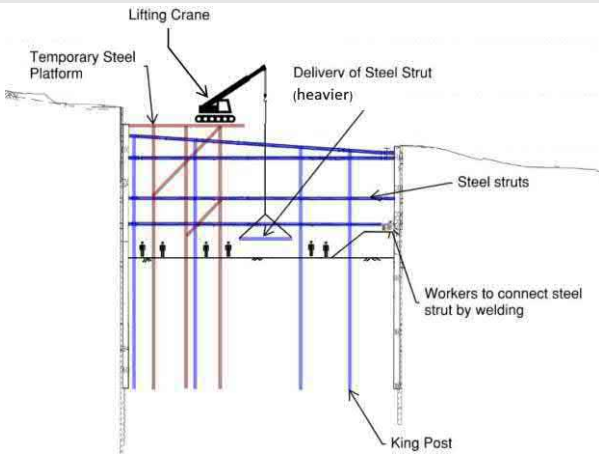 Lifting Crane
Temporary Steel
Platform
Delivery of Steel Strut
(heavier)
Steel struts
Workers to connect steel
strut by welding
King Post